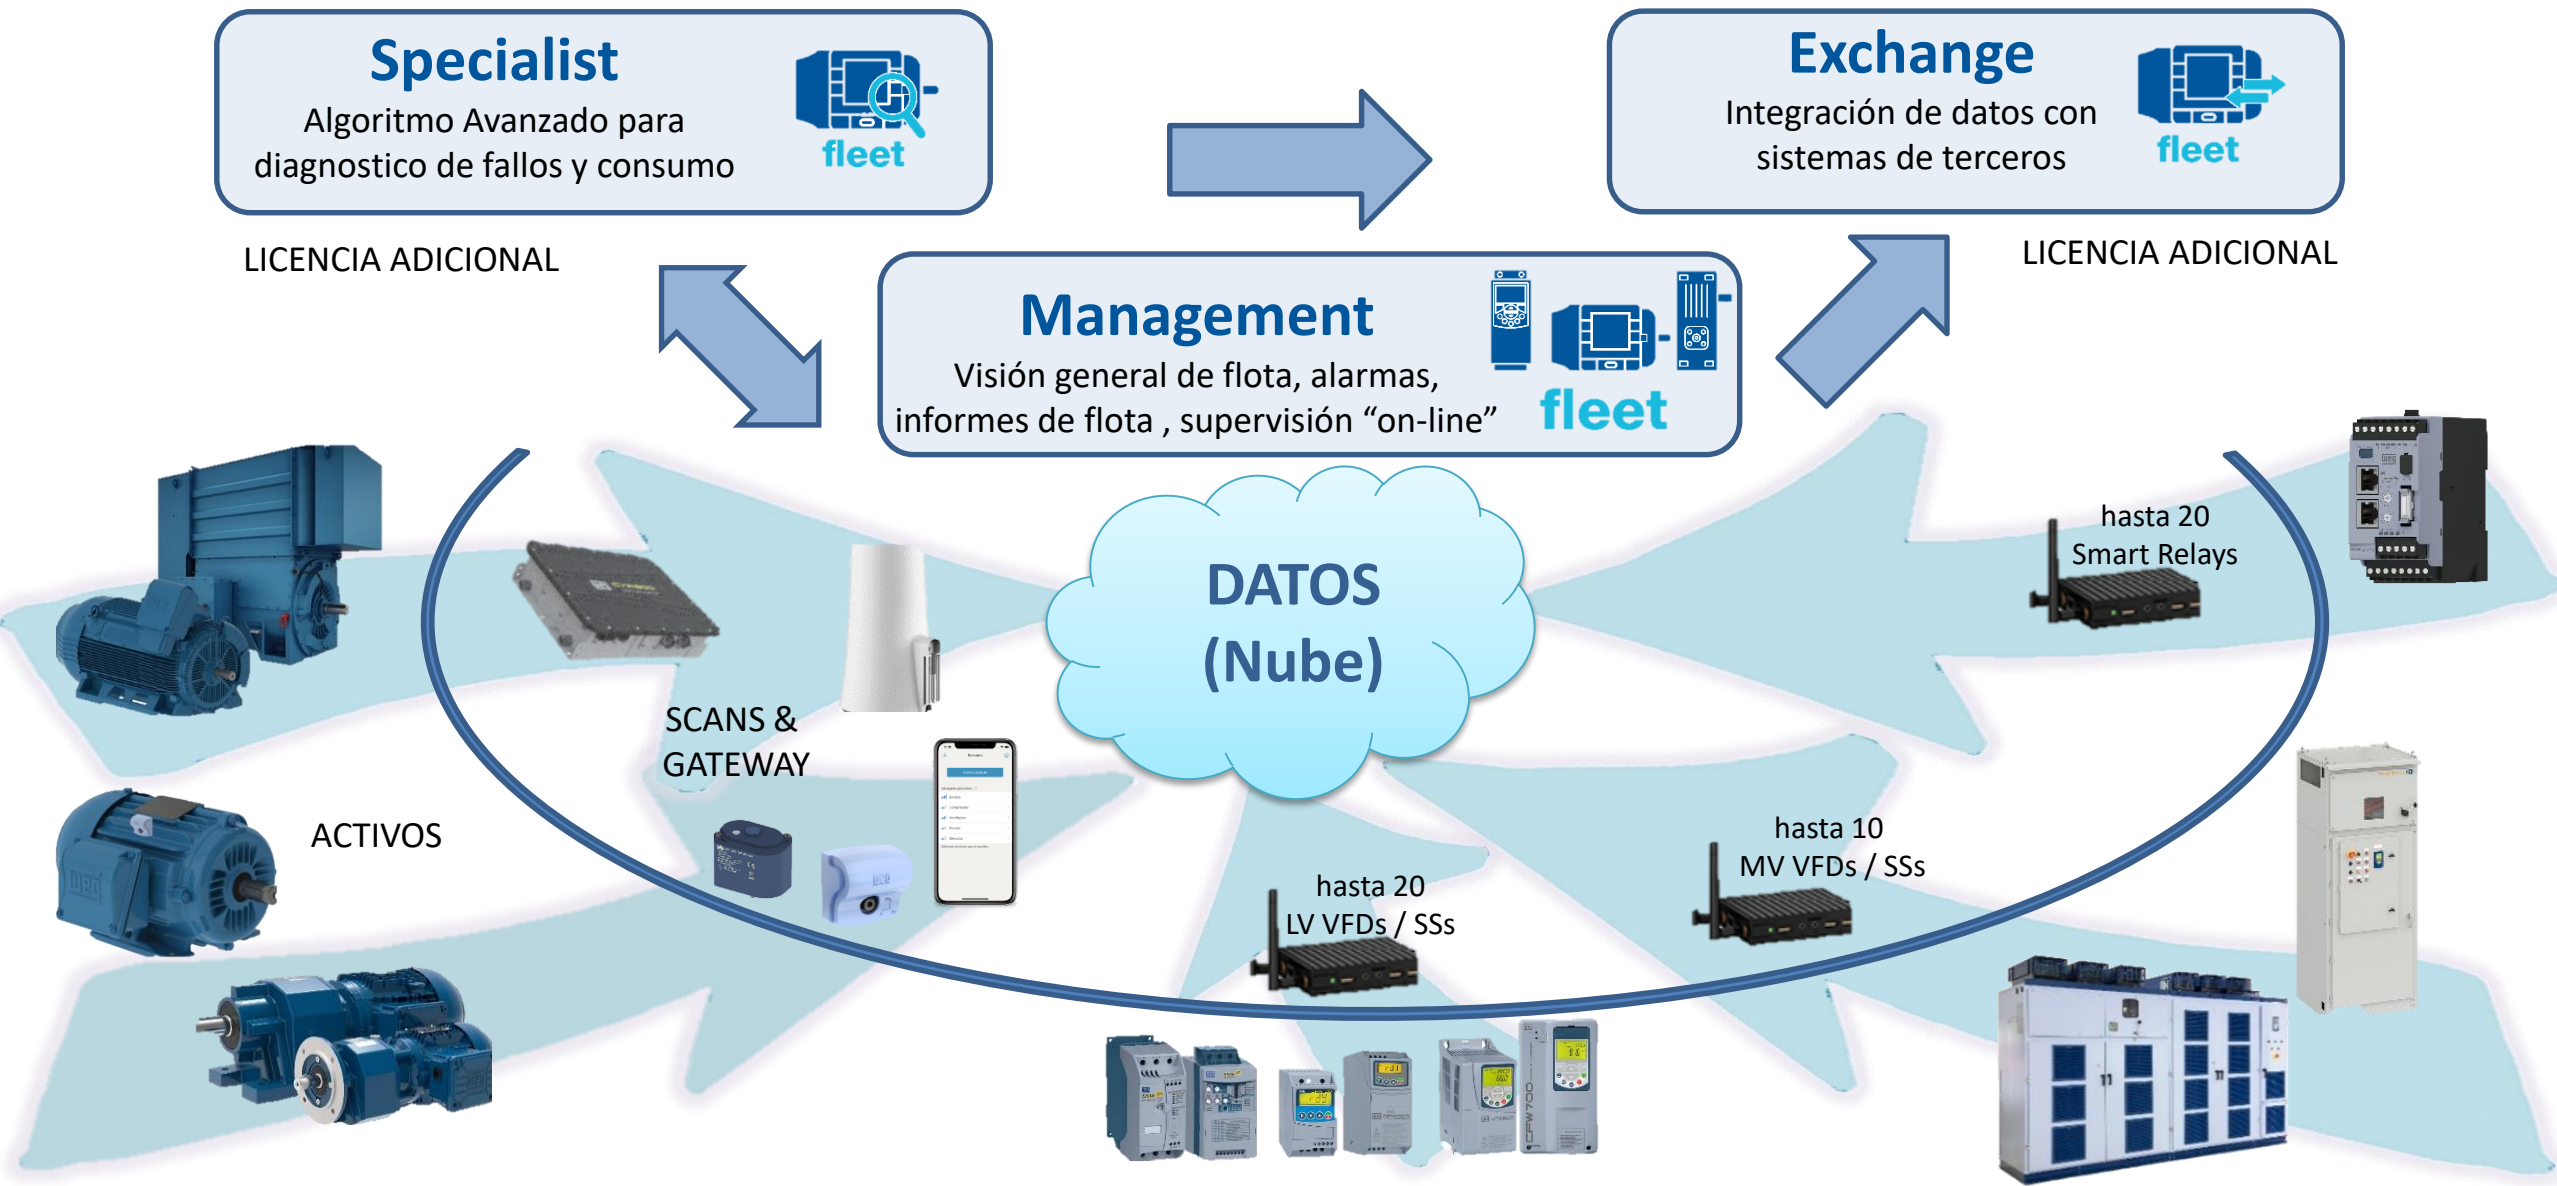 Specialist
Algoritmo Avanzado para
diagnostico de fallos y consumo
fleet
LICENCIA ADICIONAL
Exchange
Integración de datos con
sistemas de terceros
fleet
LICENCIA ADICIONAL
Management
Visión general de flota, alarmas,
informes de flota , supervisión “on-line”
fleet
DATOS
(Nube)
hasta 20
Smart Relays
SCANS &
GATEWAY
ACTIVOS
hasta 10
MV VFDs / SSs
hasta 20
LV VFDs / SSs
CFW700